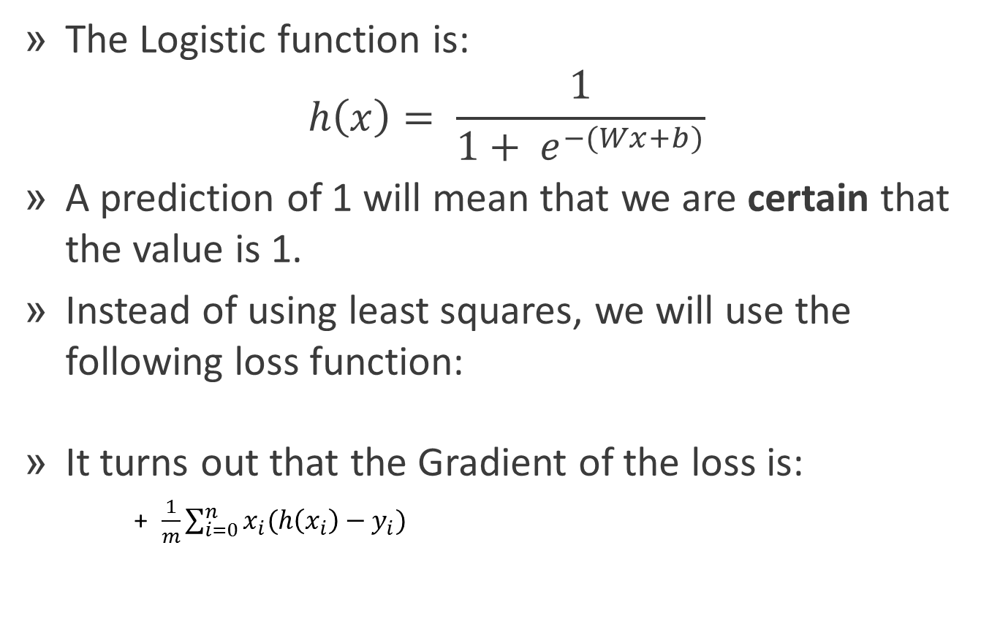 » The Logistic function is:
h(x) = 1 / (1 + e^{-(Wx+b)})
» A prediction of 1 will mean that we are certain that
the value is 1.
» Instead of using least squares, we will use the
following loss function:
» It turns out that the Gradient of the loss is:
+ \frac{1}{m} ∑_{i=0}^{n} x_i(h(x_i) − y_i)